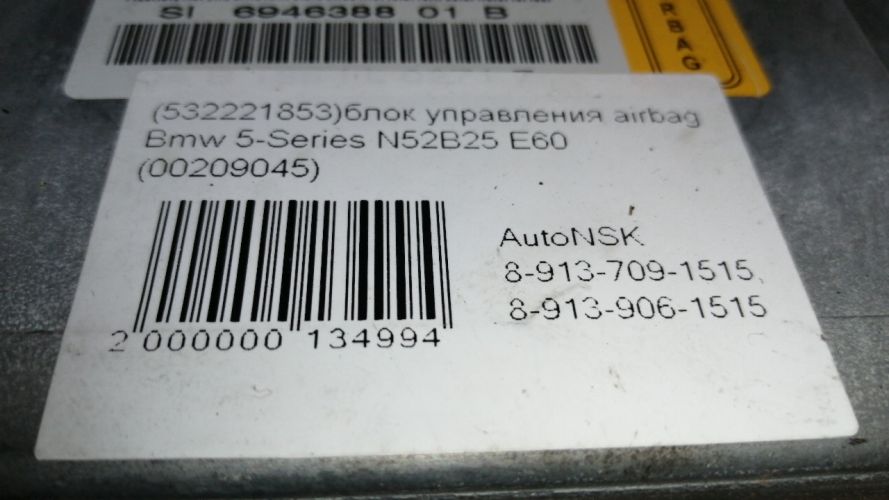 SI 6946388 01 B
AIRBAG
(532221853)блок управления airbag
Bmw 5-Series N52B25 E60
(00209045)
AutoNSK
8-913-709-1515,
8-913-906-1515
2 000000 134994